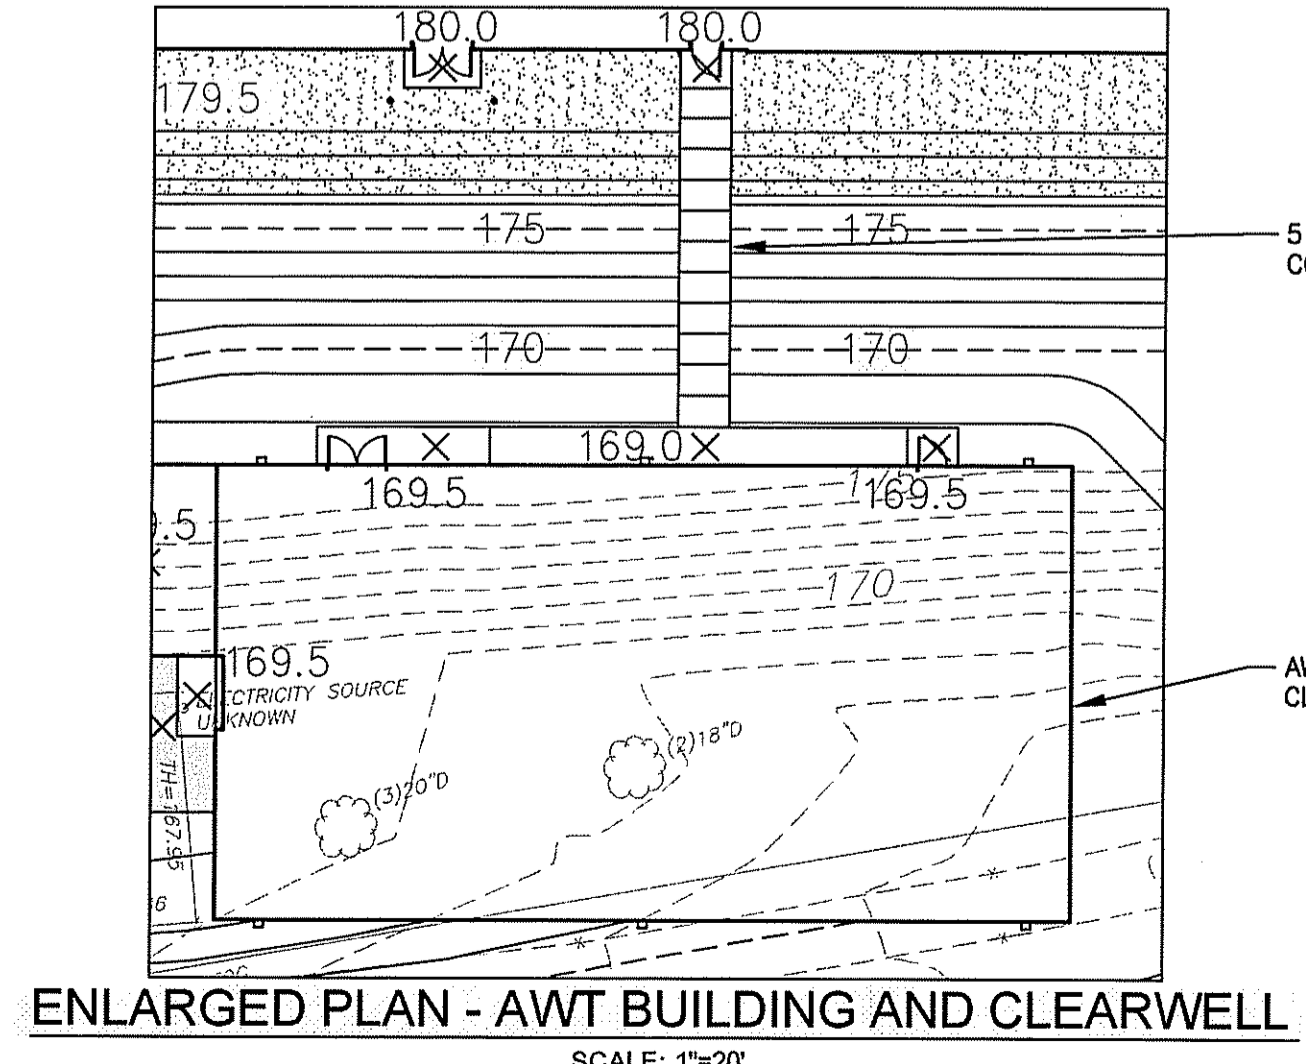 180.0 180.0
179.5
175 175
5
170 170
169.0
169.5 169.5
.5
170
169.5
ELECTRICITY SOURCE
UNKNOWN
(2)18"D
(3)20"D
TH=167.95
6
ENLARGED PLAN - AWT BUILDING AND CLEARWELL
SCALE: 1"=20'